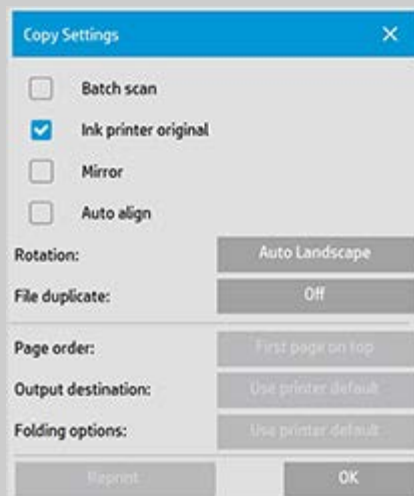 Copy Settings
Batch scan
Ink printer original
Mirror
Auto align
Rotation: Auto Landscape
File duplicate: Off
Page order: First page on top
Output destination: Use printer default
Folding options: Use printer default
Reprint OK